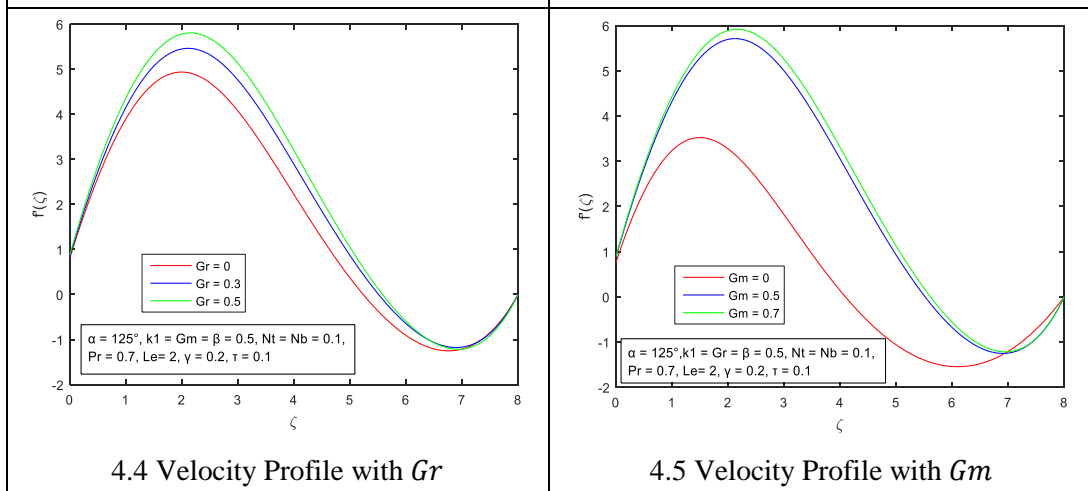 6
5
4
3
2
1
0
-1
-2
f'(ζ)
Gr = 0
Gr = 0.3
Gr = 0.5
α = 125°, k1 = Gm = β = 0.5, Nt = Nb = 0.1,
Pr = 0.7, Le= 2, γ = 0.2, τ = 0.1
0 1 2 3 4 5 6 7 8
ζ
4.4 Velocity Profile with Gr
6
5
4
3
2
1
0
-1
-2
f'(ζ)
Gm = 0
Gm = 0.5
Gm = 0.7
α = 125°,k1 = Gr = β = 0.5, Nt = Nb = 0.1,
Pr = 0.7, Le= 2, γ = 0.2, τ = 0.1
0 1 2 3 4 5 6 7 8
ζ
4.5 Velocity Profile with Gm